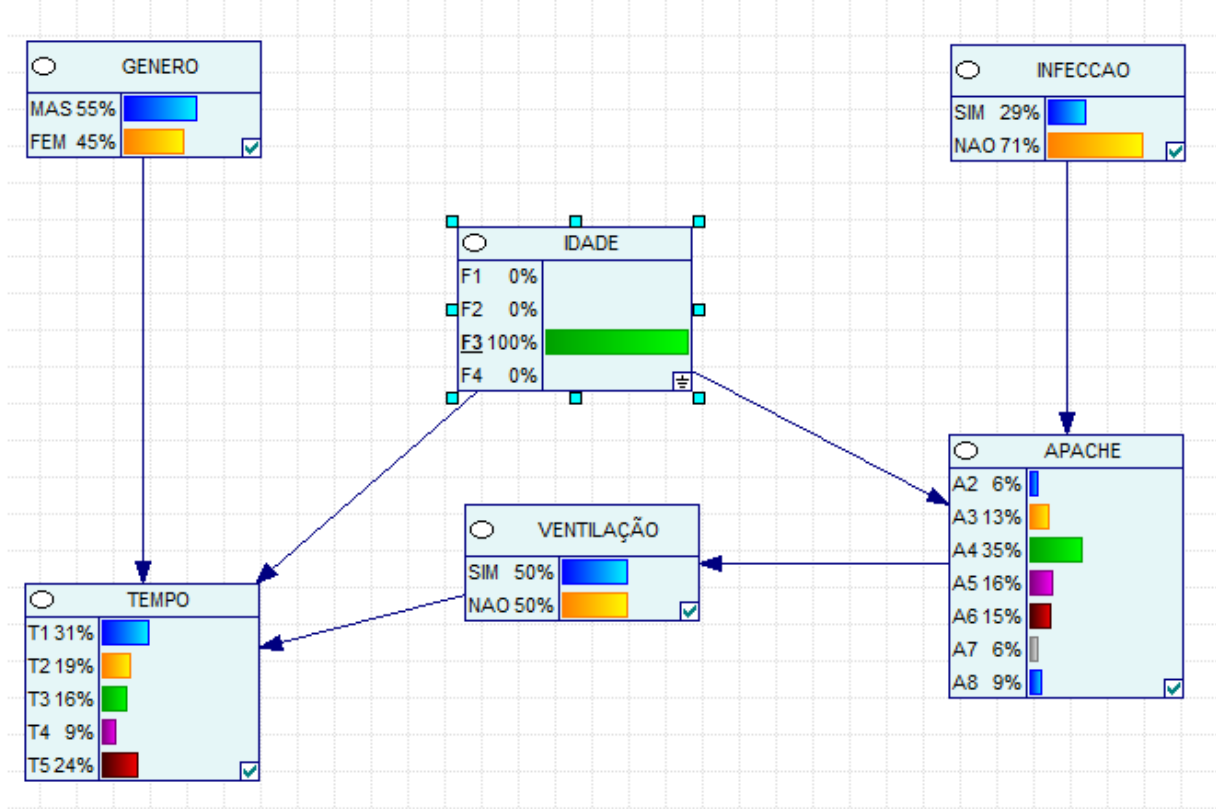 GENERO
MAS 55%
FEM 45%
INFECCAO
SIM 29%
NAO 71%
IDADE
F1 0%
F2 0%
F3 100%
F4 0%
APACHE
A2 6%
A3 13%
A4 35%
A5 16%
A6 15%
A7 6%
A8 9%
VENTILAÇÃO
SIM 50%
NAO 50%
TEMPO
T1 31%
T2 19%
T3 16%
T4 9%
T5 24%